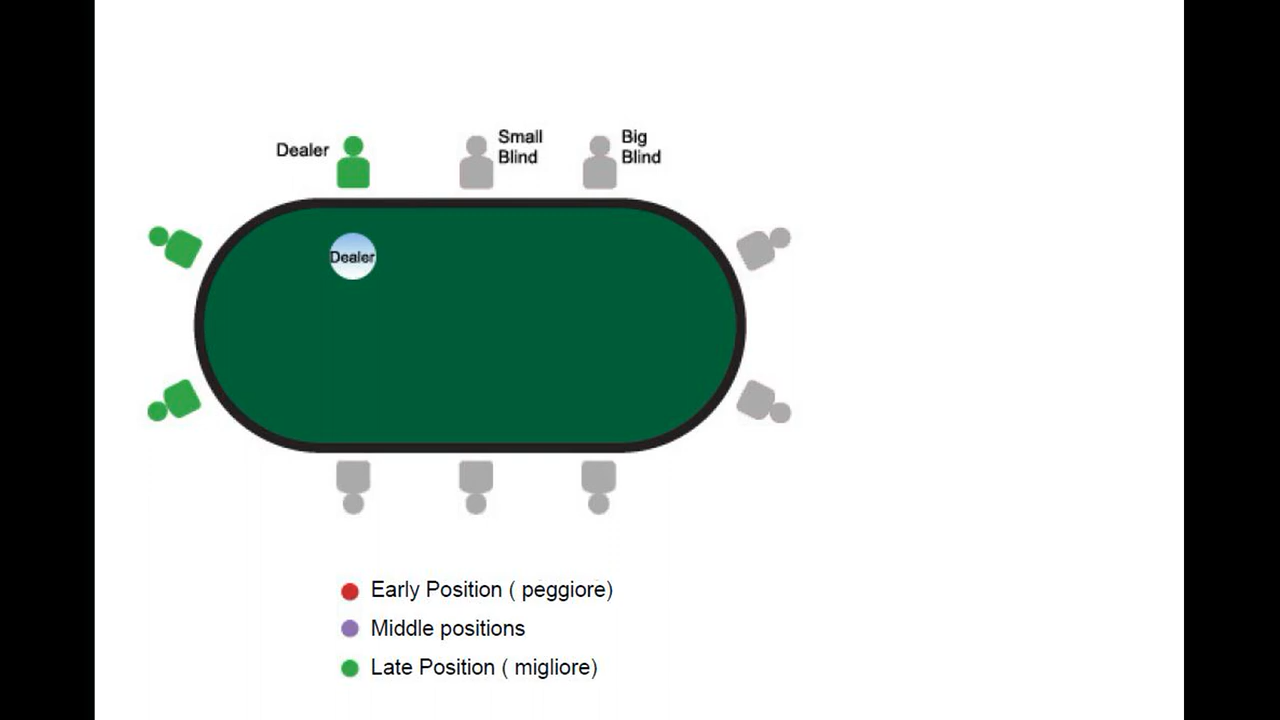 Dealer
Small
Blind
Big
Blind
Dealer
Early Position ( peggiore)
Middle positions
Late Position ( migliore)